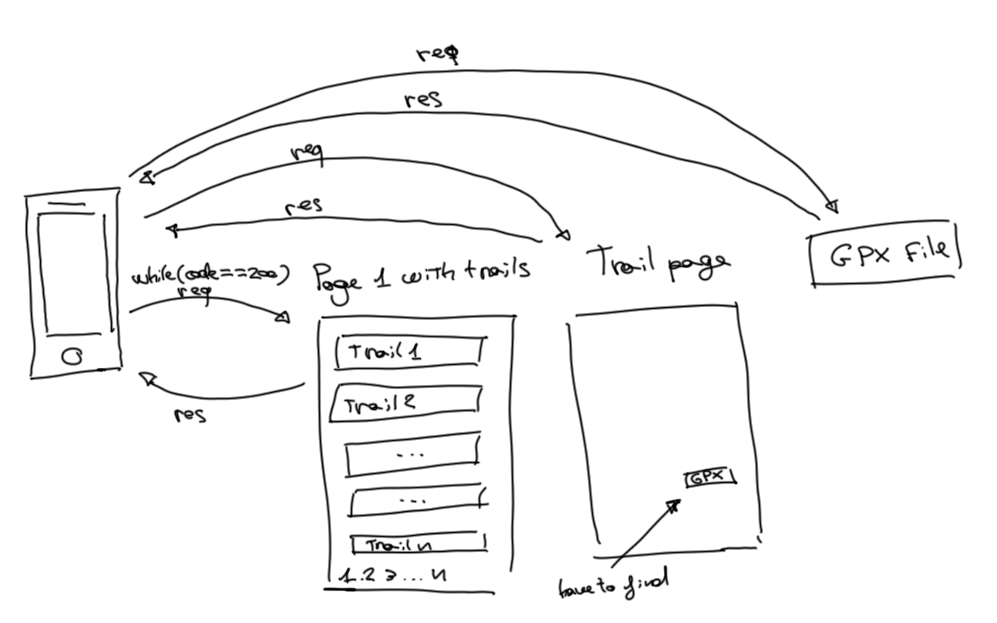 req
res
req
res
while(code==200)
req
res
Page 1 with trails
Trail 1
Trail 2
...
...
Trail n
1 2 3 ... n
Trail page
GPX
have to find
GPX File